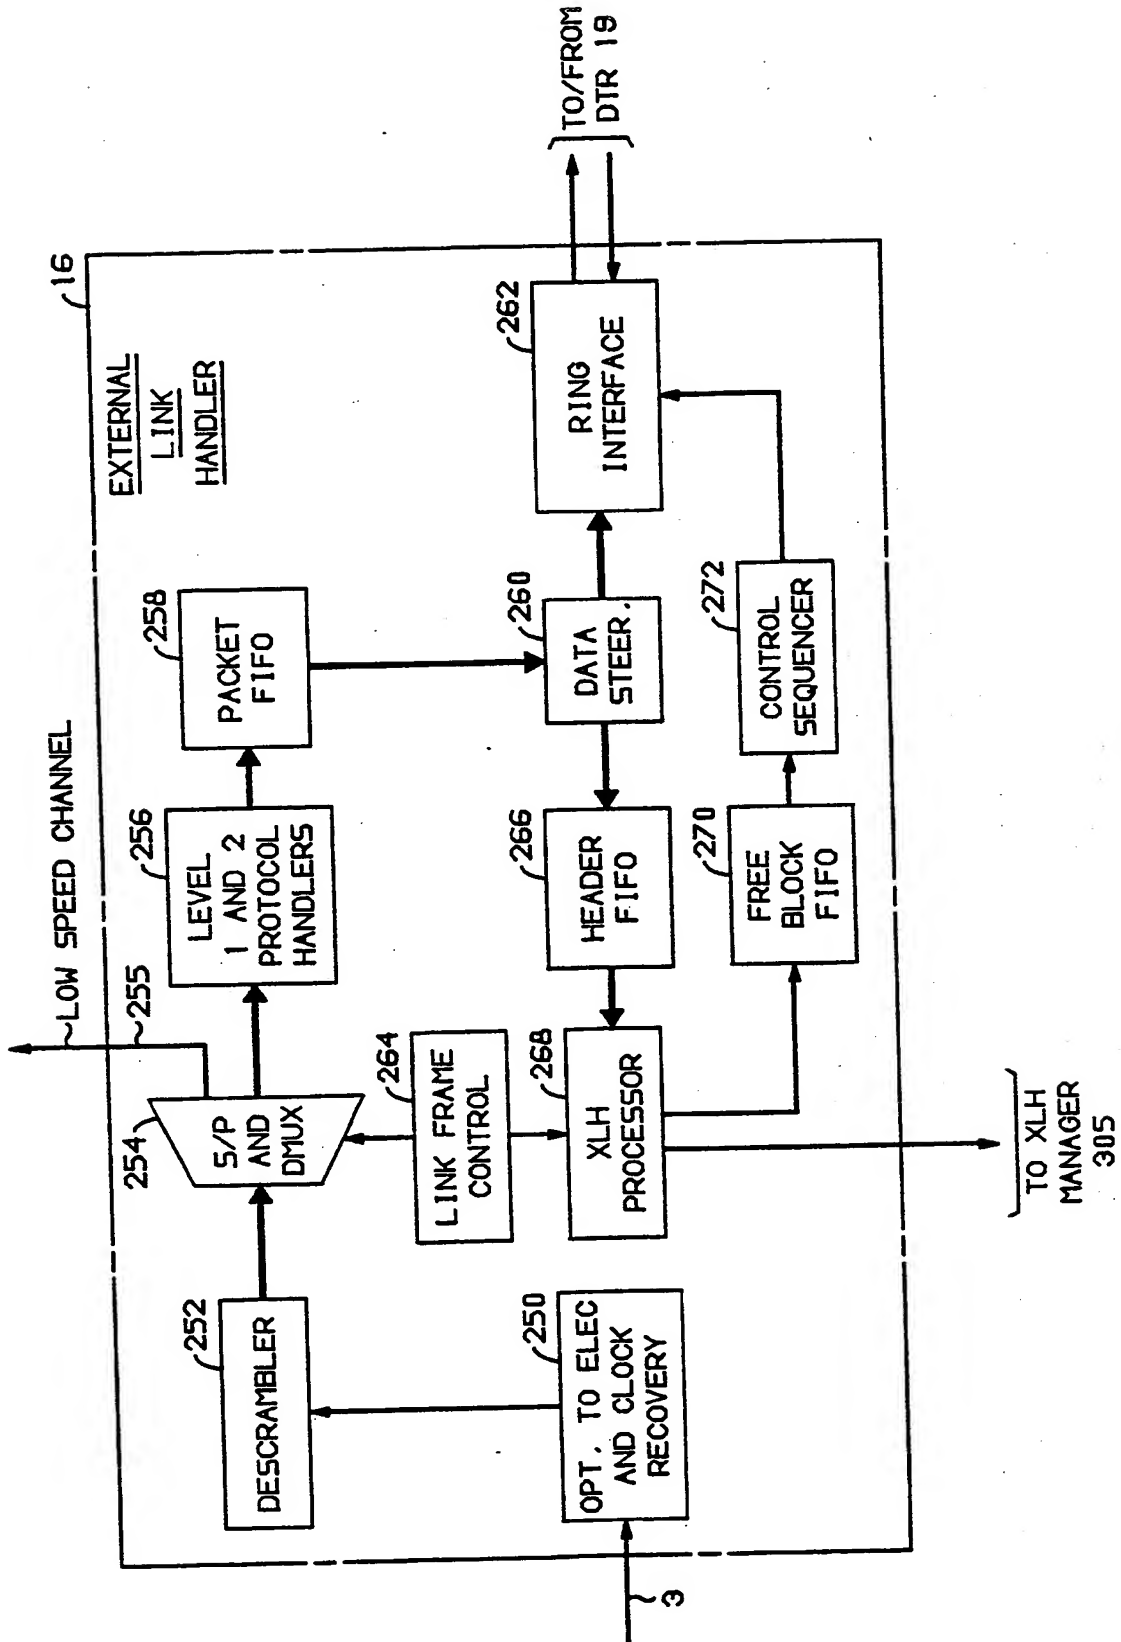 EXTERNAL
LINK
HANDLER
16
LOW SPEED CHANNEL
255
3
250
OPT. TO ELEC
AND CLOCK
RECOVERY
252
DESCRAMBLER
254
S/P
AND
DMUX
256
LEVEL
1 AND 2
PROTOCOL
HANDLERS
258
PACKET
FIFO
264
LINK FRAME
CONTROL
268
XLH
PROCESSOR
266
HEADER
FIFO
260
DATA
STEER.
262
RING
INTERFACE
TO/FROM
DTR 19
270
FREE
BLOCK
FIFO
272
CONTROL
SEQUENCER
TO XLH
MANAGER
305